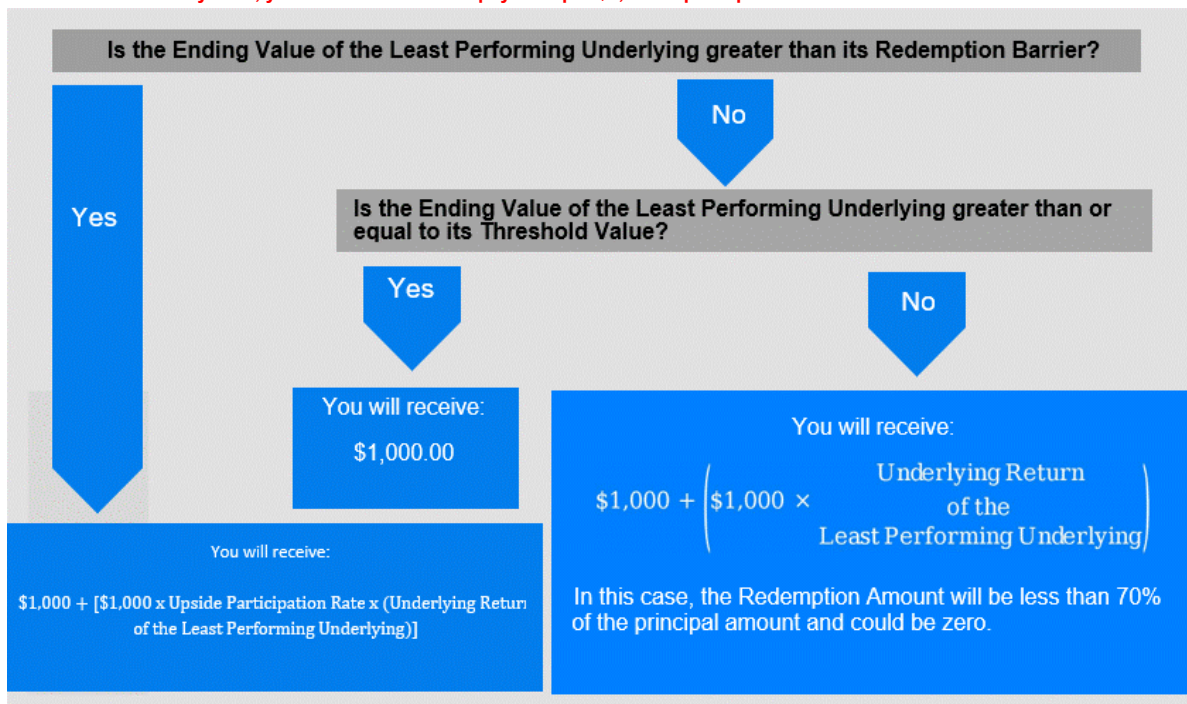 Is the Ending Value of the Least Performing Underlying greater than its Redemption Barrier?
No
Yes
Is the Ending Value of the Least Performing Underlying greater than or
equal to its Threshold Value?
Yes
No
You will receive:
$1,000.00
You will receive:
$1,000 + ($1,000 × Underlying Return
of the
Least Performing Underlying)
In this case, the Redemption Amount will be less than 70%
of the principal amount and could be zero.
You will receive:
$1,000 + [$1,000 x Upside Participation Rate x (Underlying Return
of the Least Performing Underlying)]